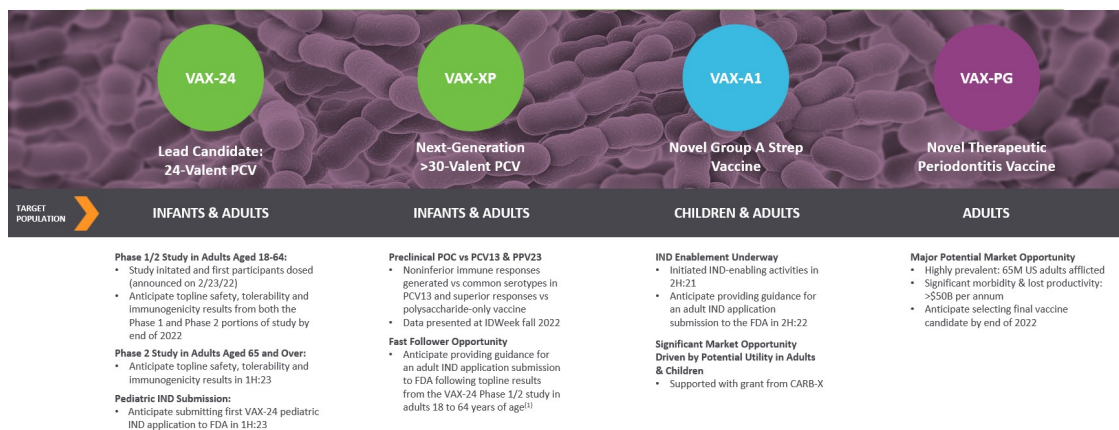 VAX-24
Lead Candidate:
24-Valent PCV
VAX-XP
Next-Generation
>30-Valent PCV
VAX-A1
Novel Group A Strep
Vaccine
VAX-PG
Novel Therapeutic
Periodontitis Vaccine
TARGET
POPULATION
INFANTS & ADULTS
INFANTS & ADULTS
CHILDREN & ADULTS
ADULTS
Phase 1/2 Study in Adults Aged 18-64:
• Study initated and first participants dosed
(announced on 2/23/22)
• Anticipate topline safety, tolerability and
immunogenicity results from both the
Phase 1 and Phase 2 portions of study by
end of 2022
Phase 2 Study in Adults Aged 65 and Over:
• Anticipate topline safety, tolerability and
immunogenicity results in 1H:23
Pediatric IND Submission:
• Anticipate submitting first VAX-24 pediatric
IND application to FDA in 1H:23
Preclinical POC vs PCV13 & PPV23
• Noninferior immune responses
generated vs common serotypes in
PCV13 and superior responses vs
polysaccharide-only vaccine
• Data presented at IDWeek fall 2022
Fast Follower Opportunity
• Anticipate providing guidance for
an adult IND application submission
to FDA following topline results
from the VAX-24 Phase 1/2 study in
adults 18 to 64 years of age(1)
IND Enablement Underway
• Initiated IND-enabling activities in
2H:21
• Anticipate providing guidance for
an adult IND application
submission to the FDA in 2H:22
Significant Market Opportunity
Driven by Potential Utility in Adults
& Children
• Supported with grant from CARB-X
Major Potential Market Opportunity
• Highly prevalent: 65M US adults afflicted
• Significant morbidity & lost productivity:
>$50B per annum
• Anticipate selecting final vaccine
candidate by end of 2022